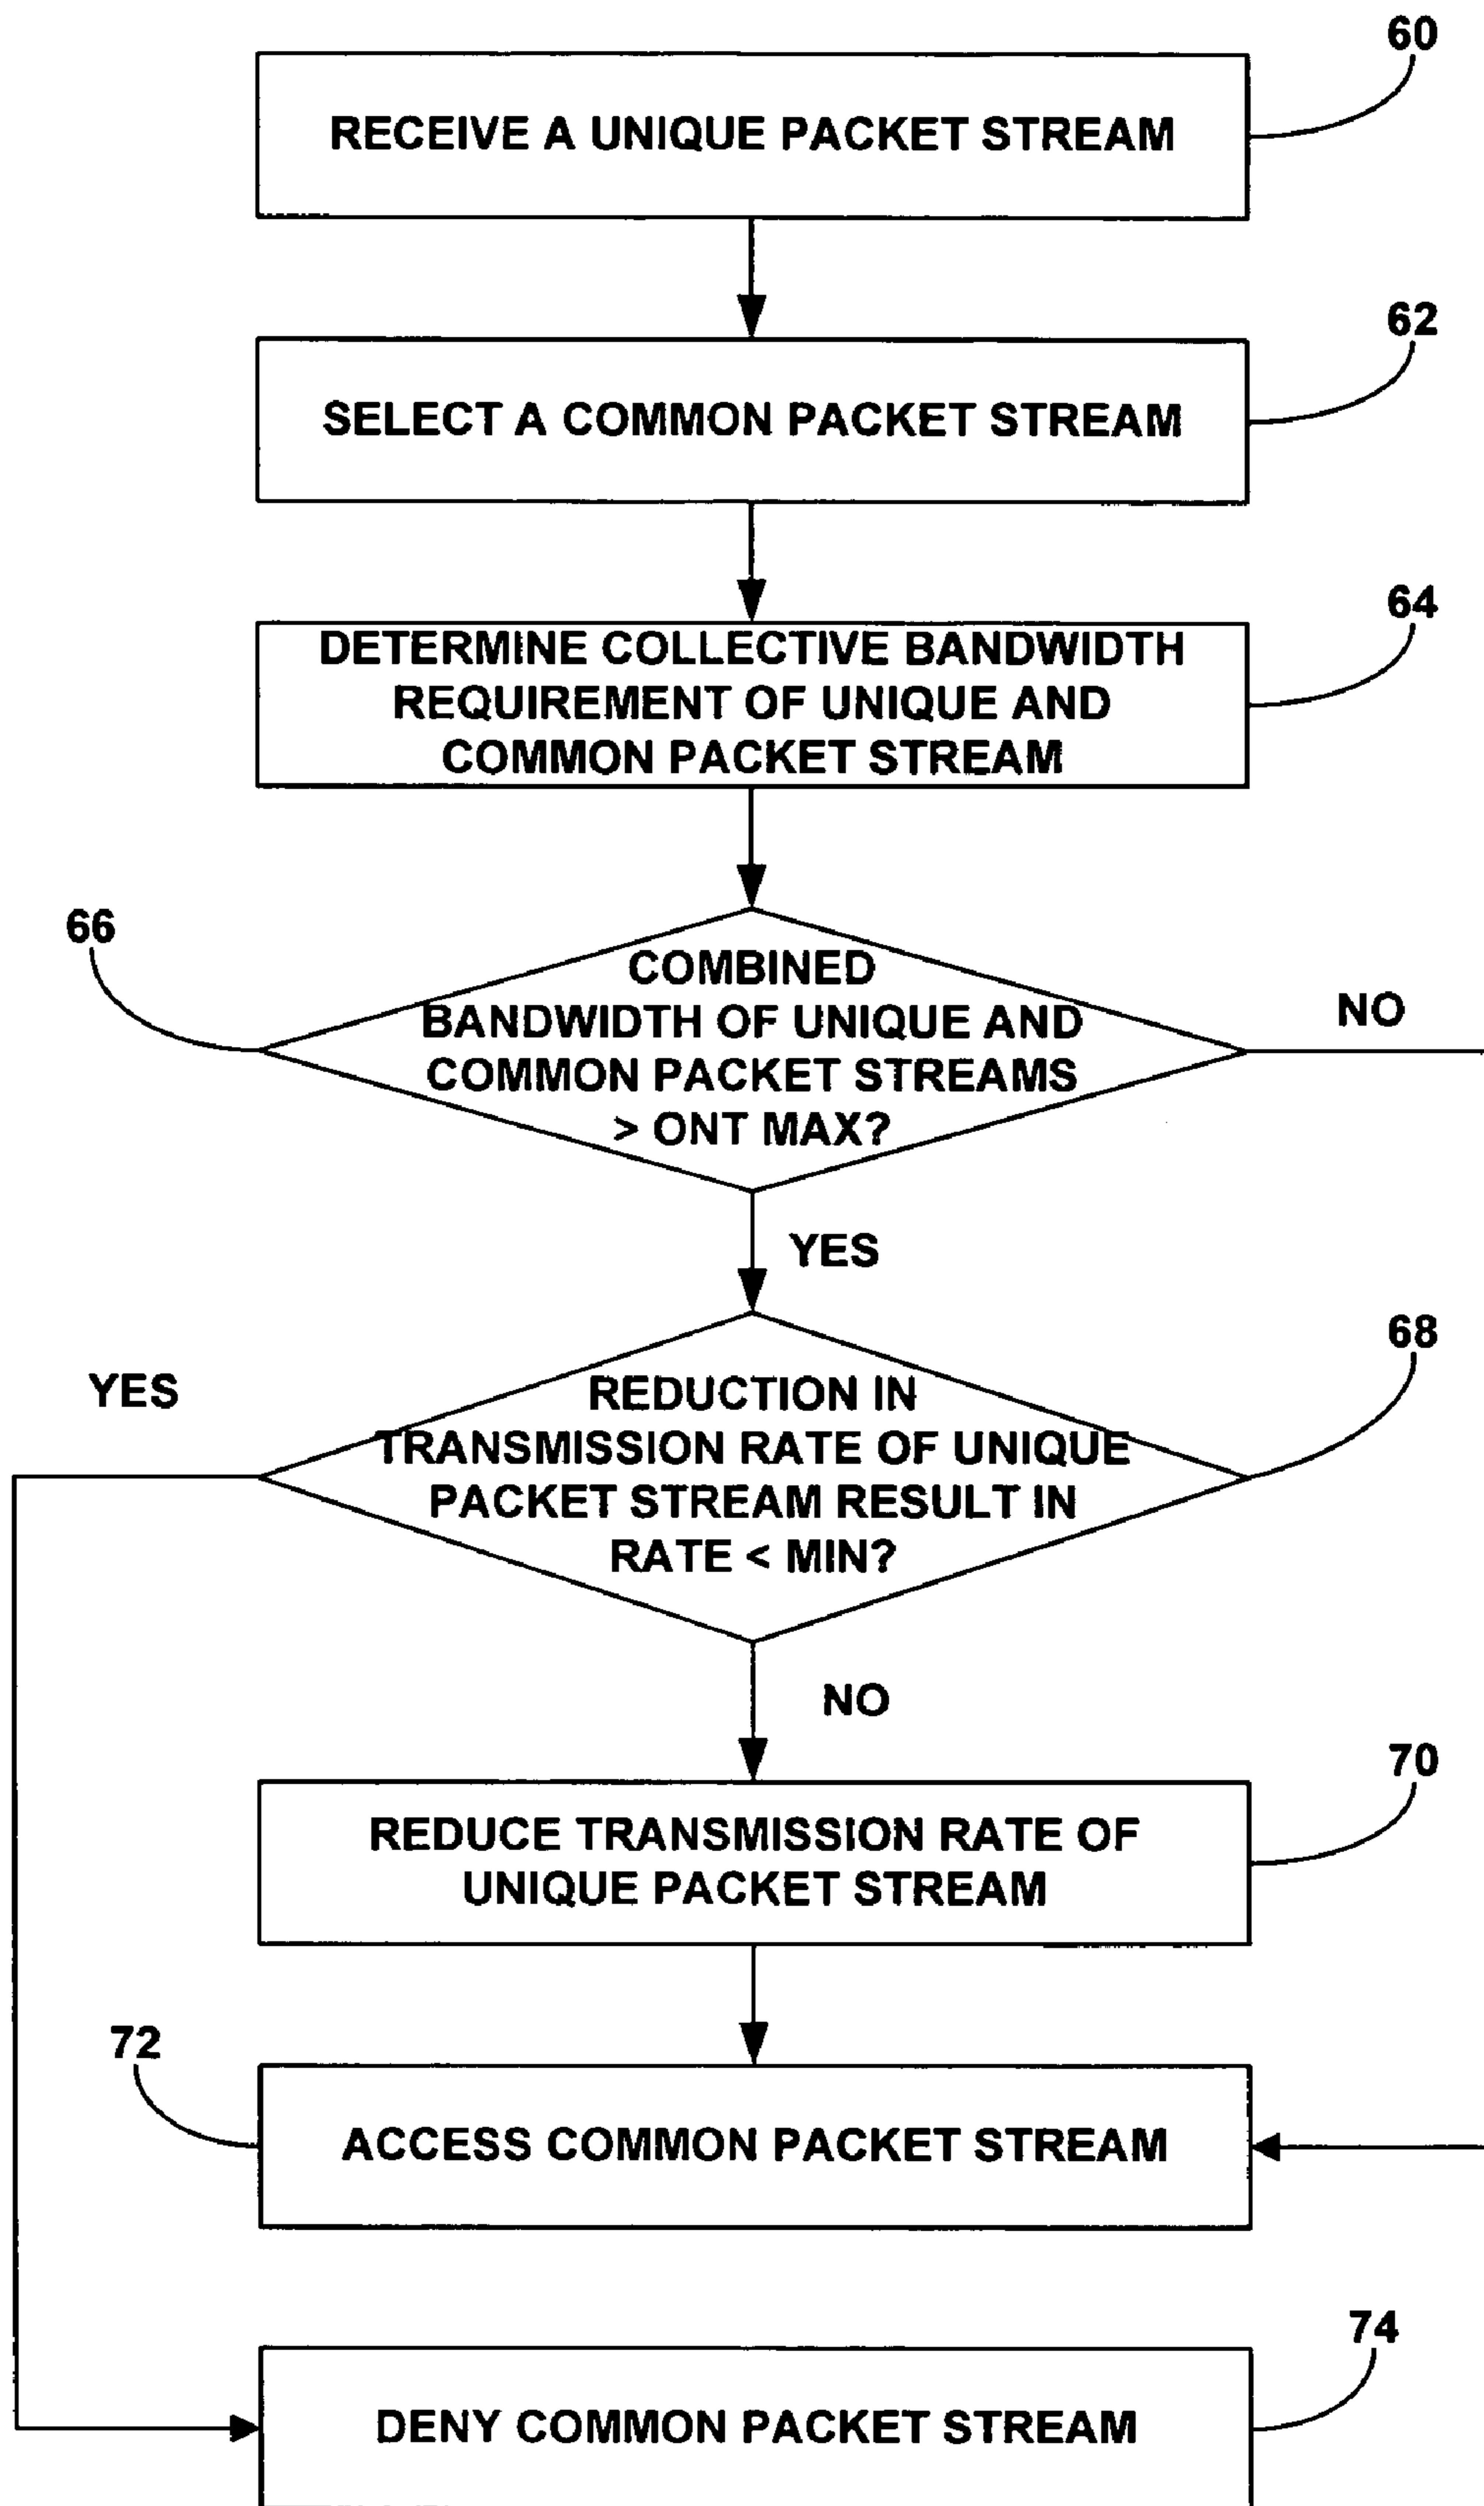 60
RECEIVE A UNIQUE PACKET STREAM
62
SELECT A COMMON PACKET STREAM
64
DETERMINE COLLECTIVE BANDWIDTH
REQUIREMENT OF UNIQUE AND
COMMON PACKET STREAM
66
COMBINED
BANDWIDTH OF UNIQUE AND
COMMON PACKET STREAMS
> ONT MAX?
NO
YES
68
YES
REDUCTION IN
TRANSMISSION RATE OF UNIQUE
PACKET STREAM RESULT IN
RATE < MIN?
NO
70
REDUCE TRANSMISSION RATE OF
UNIQUE PACKET STREAM
72
ACCESS COMMON PACKET STREAM
74
DENY COMMON PACKET STREAM